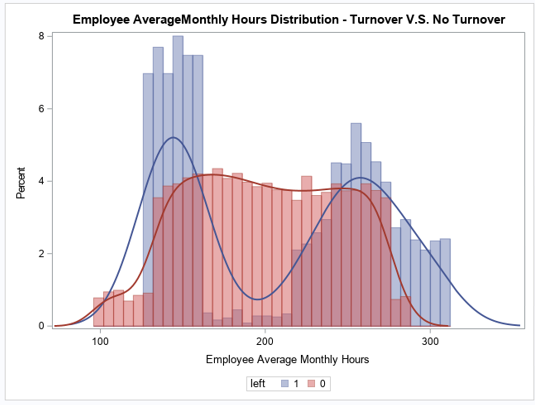 Employee AverageMonthly Hours Distribution - Turnover V.S. No Turnover
8
6
4
2
0
Percent
100 200 300
Employee Average Monthly Hours
left 1 0